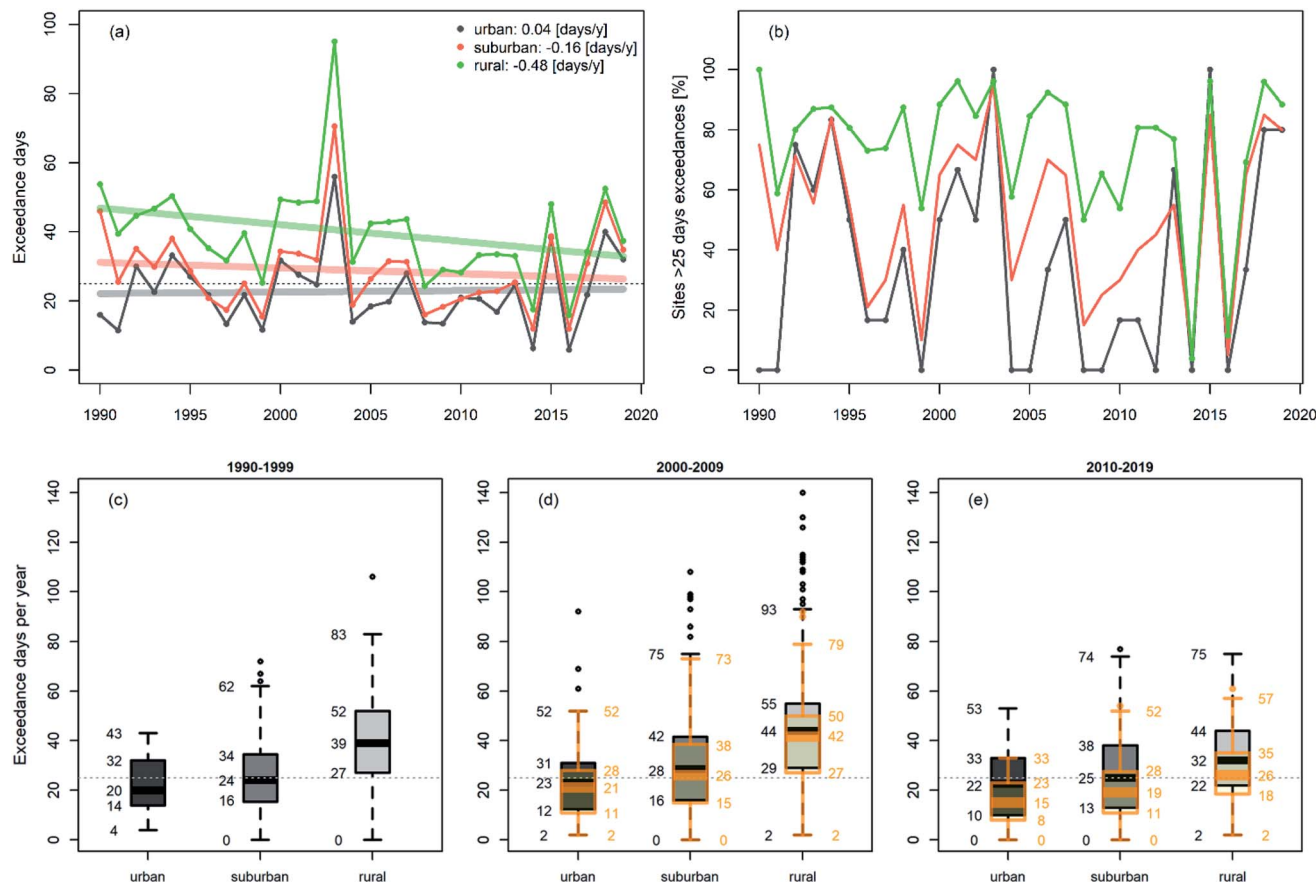 (a)
urban: 0.04 [days/y]
suburban: -0.16 [days/y]
rural: -0.48 [days/y]
Exceedance days
0 20 40 60 80 100
1990 1995 2000 2005 2010 2015 2020
(b)
Sites >25 days exceedances [%]
0 20 40 60 80 100
1990 1995 2000 2005 2010 2015 2020
1990-1999
(c)
Exceedance days per year
0 20 40 60 80 100 120 140
43
32
20
14
4
62
34
24
16
0
83
52
39
27
0
urban suburban rural
2000-2009
(d)
0 20 40 60 80 100 120 140
52 52
31 28
23 21
12 11
2 2
75 73
42 38
28 26
16 15
0 0
93 79
55 50
44 42
29 27
2 2
urban suburban rural
2010-2019
(e)
0 20 40 60 80 100 120 140
53
33 33
22 23
10 15
0 8
0
74 52
38 28
25 19
13 11
0 0
75 57
44 35
32 26
22 18
2 2
urban suburban rural